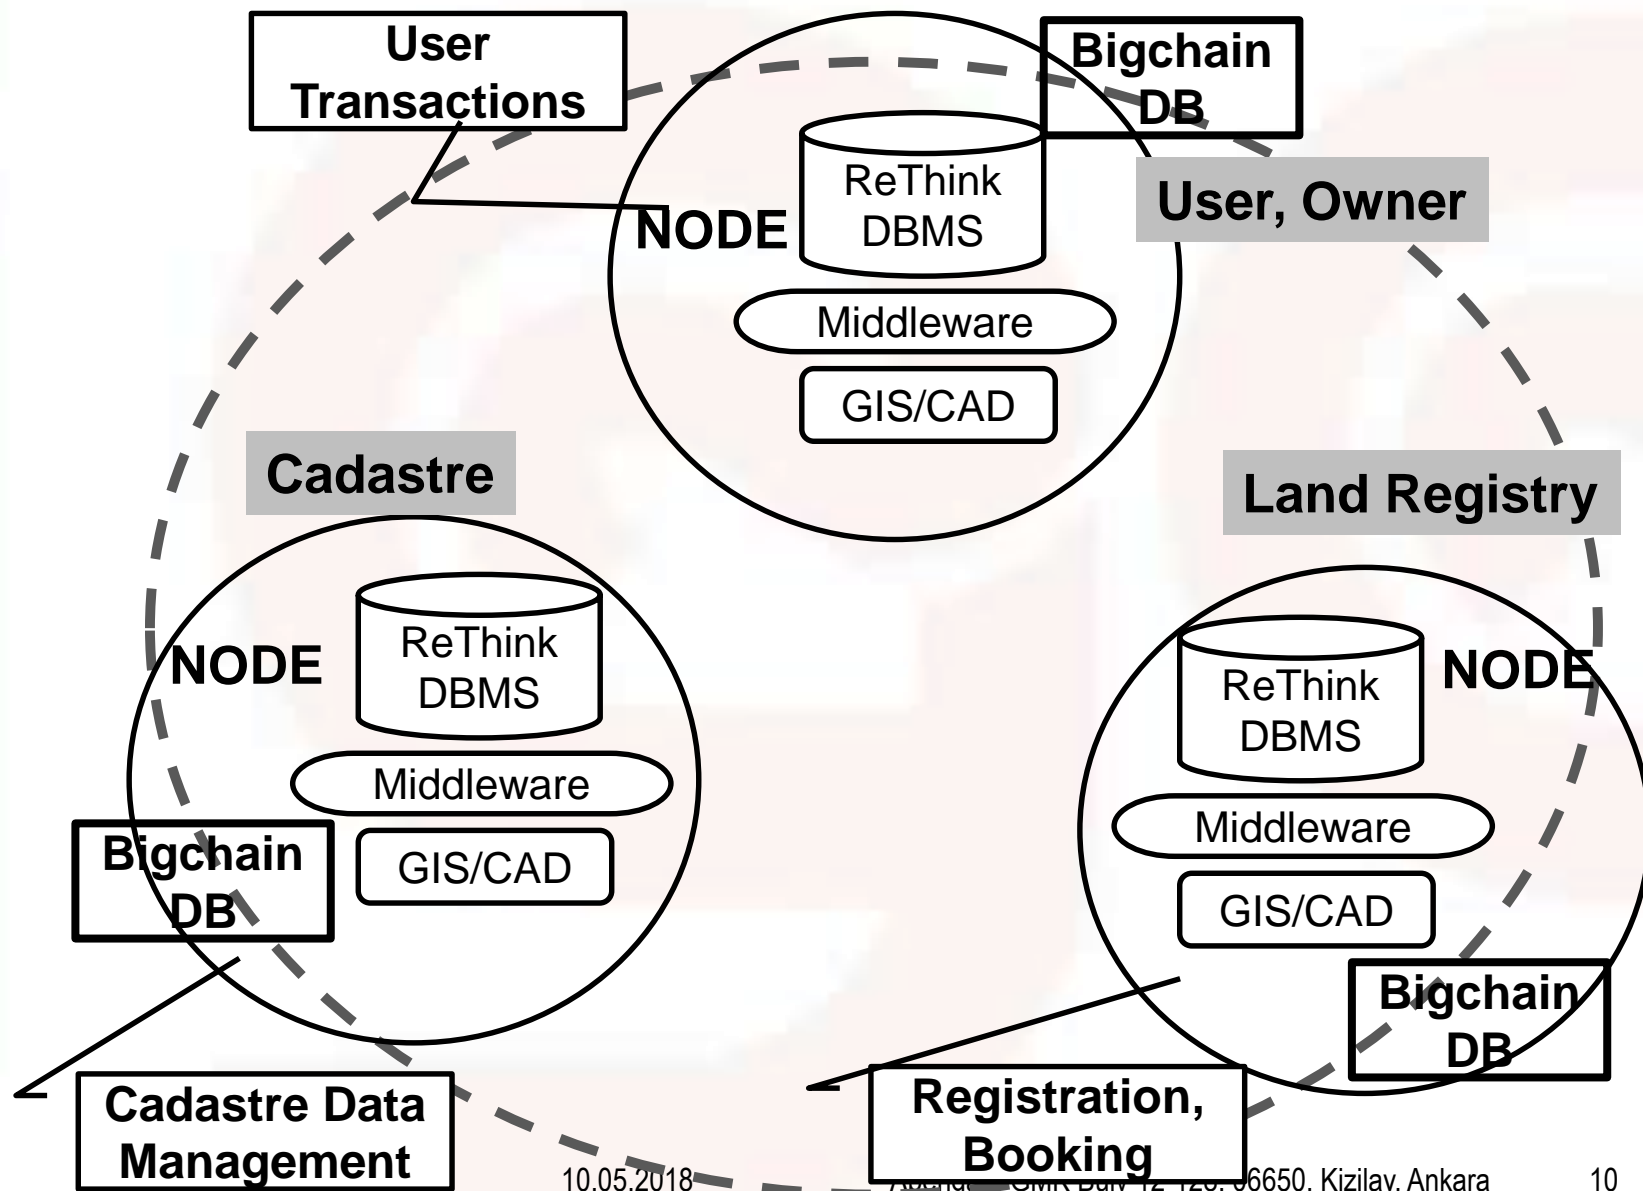 User
Transactions
Bigchain
DB
ReThink
DBMS
NODE
User, Owner
Middleware
GIS/CAD
Cadastre
Land Registry
ReThink
DBMS
NODE
Middleware
GIS/CAD
Bigchain
DB
ReThink
DBMS
NODE
Middleware
GIS/CAD
Bigchain
DB
Cadastre Data
Management
Registration,
Booking
10.05.2018
06650, Kizilay, Ankara
10